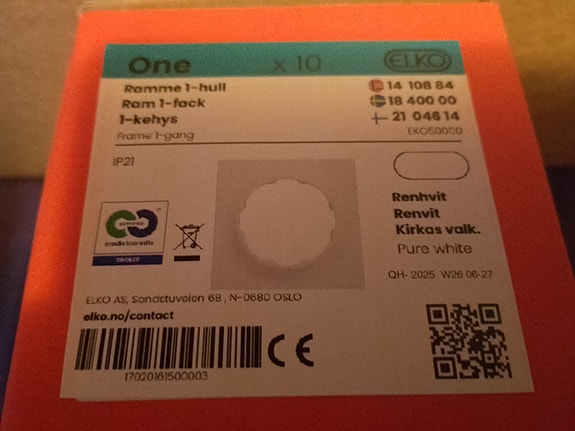 One x 10 ELKO
Ramme 1-hull 14 108 84
Ram 1-fack 18 400 00
1-kehys 21 046 14
Frame 1-gang EKO50000
IP21
Renhvit
Renvit
Kirkas valk.
Pure white
QH- 2025 W26 06-27
BRONZE
ELKO AS, Sandstuveien 68, N-0680 OSLO
elko.no/contact
CE
17020161500003